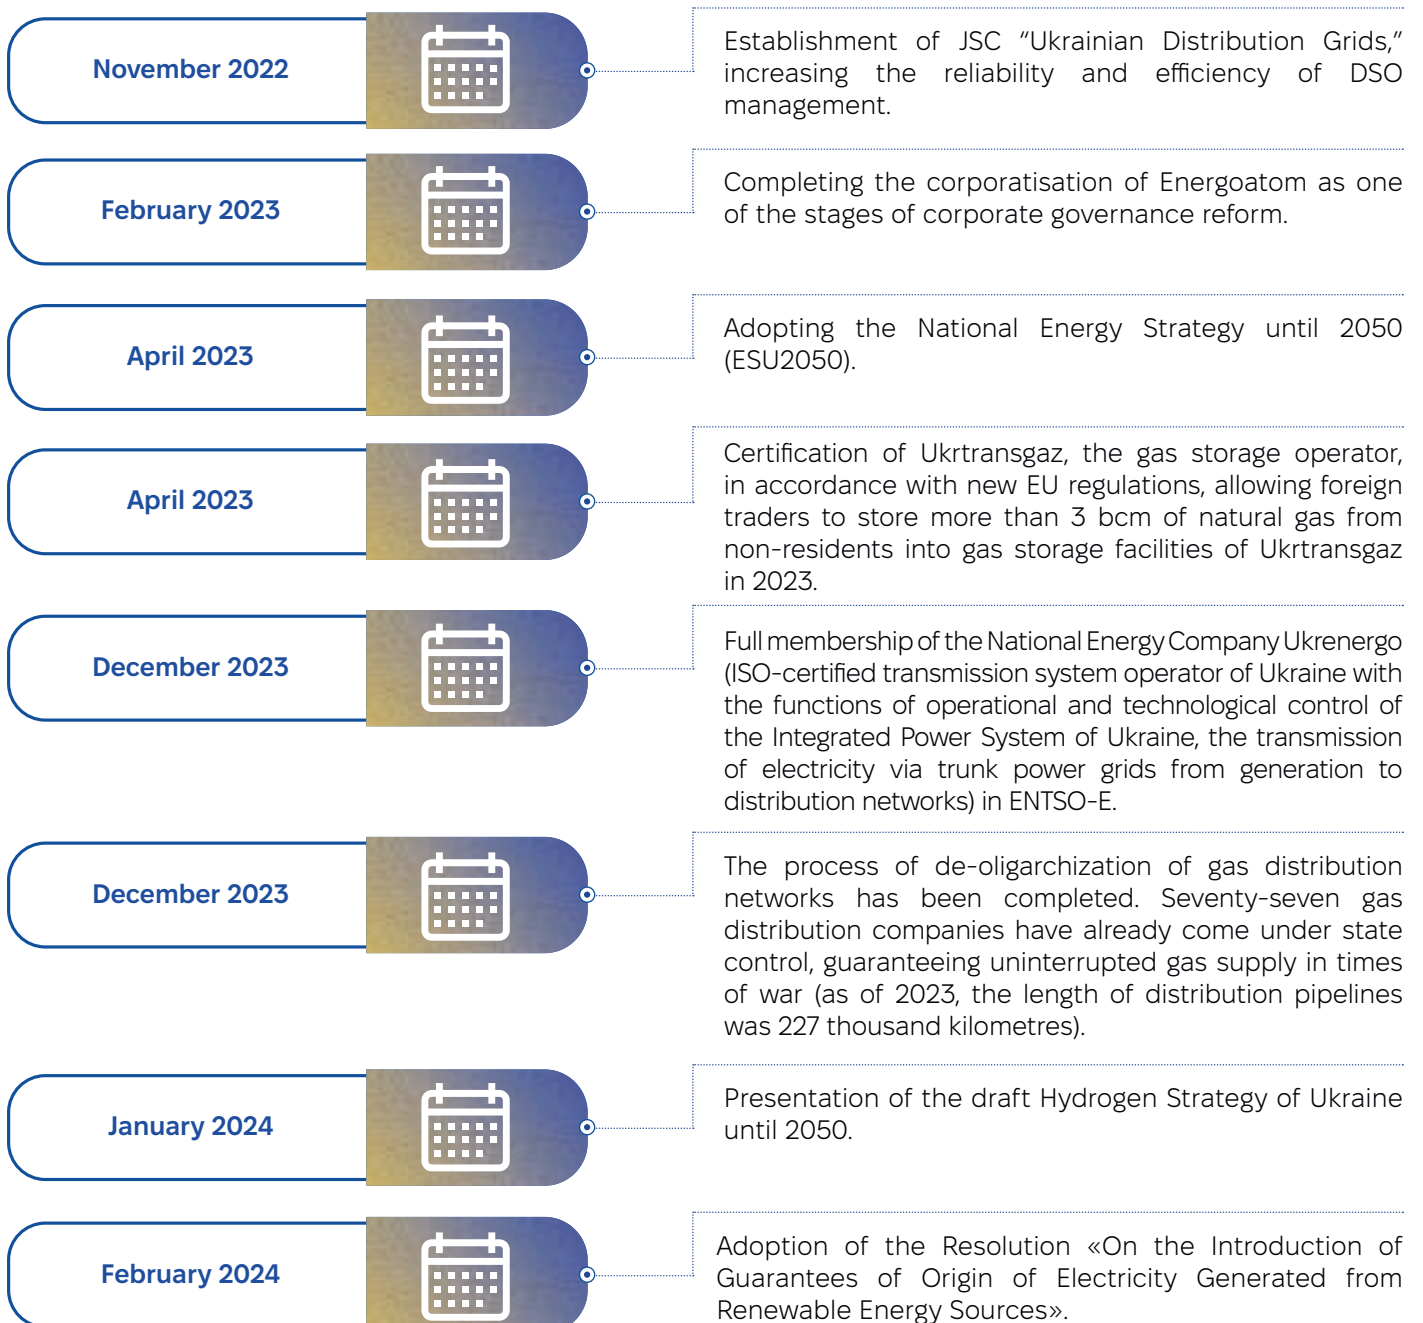 November 2022
Establishment of JSC “Ukrainian Distribution Grids,”
increasing the reliability and efficiency of DSO
management.
February 2023
Completing the corporatisation of Energoatom as one
of the stages of corporate governance reform.
April 2023
Adopting the National Energy Strategy until 2050
(ESU2050).
April 2023
Certification of Ukrtransgaz, the gas storage operator,
in accordance with new EU regulations, allowing foreign
traders to store more than 3 bcm of natural gas from
non-residents into gas storage facilities of Ukrtransgaz
in 2023.
December 2023
Full membership of the National Energy Company Ukrenergo
(ISO-certified transmission system operator of Ukraine with
the functions of operational and technological control of
the Integrated Power System of Ukraine, the transmission
of electricity via trunk power grids from generation to
distribution networks) in ENTSO-E.
December 2023
The process of de-oligarchization of gas distribution
networks has been completed. Seventy-seven gas
distribution companies have already come under state
control, guaranteeing uninterrupted gas supply in times
of war (as of 2023, the length of distribution pipelines
was 227 thousand kilometres).
January 2024
Presentation of the draft Hydrogen Strategy of Ukraine
until 2050.
February 2024
Adoption of the Resolution «On the Introduction of
Guarantees of Origin of Electricity Generated from
Renewable Energy Sources».